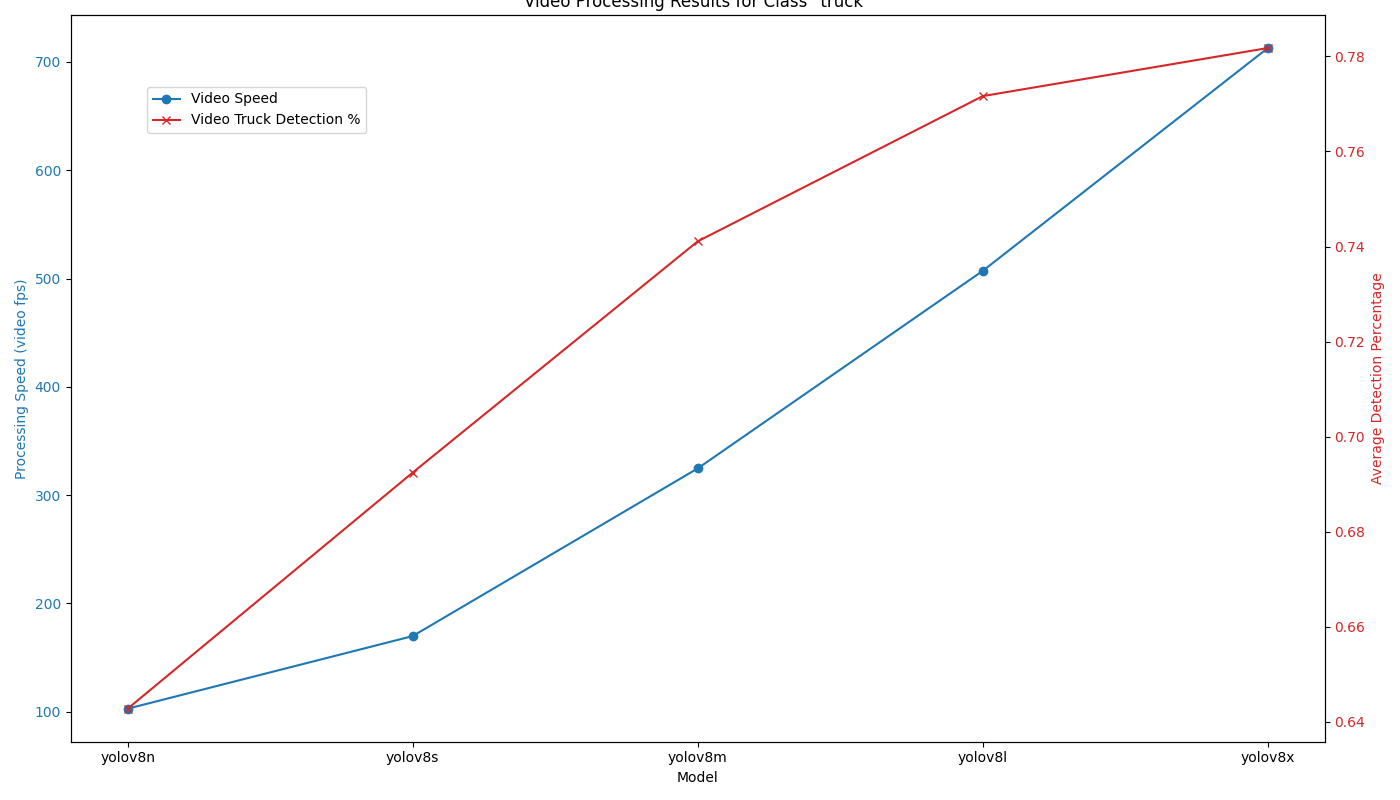 Video Processing Results for Class "truck"
Video Speed
Video Truck Detection %
700
600
500
400
300
200
100
Processing Speed (video fps)
0.78
0.76
0.74
0.72
0.70
0.68
0.66
0.64
Average Detection Percentage
yolov8n
yolov8s
yolov8m
yolov8l
yolov8x
Model